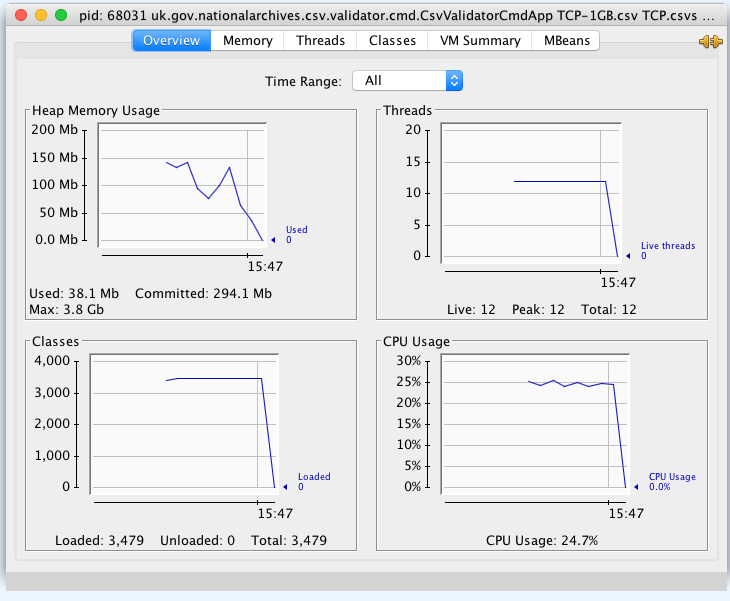 pid: 68031 uk.gov.nationalarchives.csv.validator.cmd.CsvValidatorCmdApp TCP-1GB.csv TCP.csvs ...
Overview Memory Threads Classes VM Summary MBeans
Time Range: All
Heap Memory Usage
200 Mb
150 Mb
100 Mb
50 Mb
0.0 Mb
Used
0
15:47
Used: 38.1 Mb Committed: 294.1 Mb
Max: 3.8 Gb
Threads
20
15
10
5
0
Live threads
0
15:47
Live: 12 Peak: 12 Total: 12
Classes
4,000
3,000
2,000
1,000
0
Loaded
0
15:47
Loaded: 3,479 Unloaded: 0 Total: 3,479
CPU Usage
30%
25%
20%
15%
10%
5%
0%
CPU Usage
0.0%
15:47
CPU Usage: 24.7%